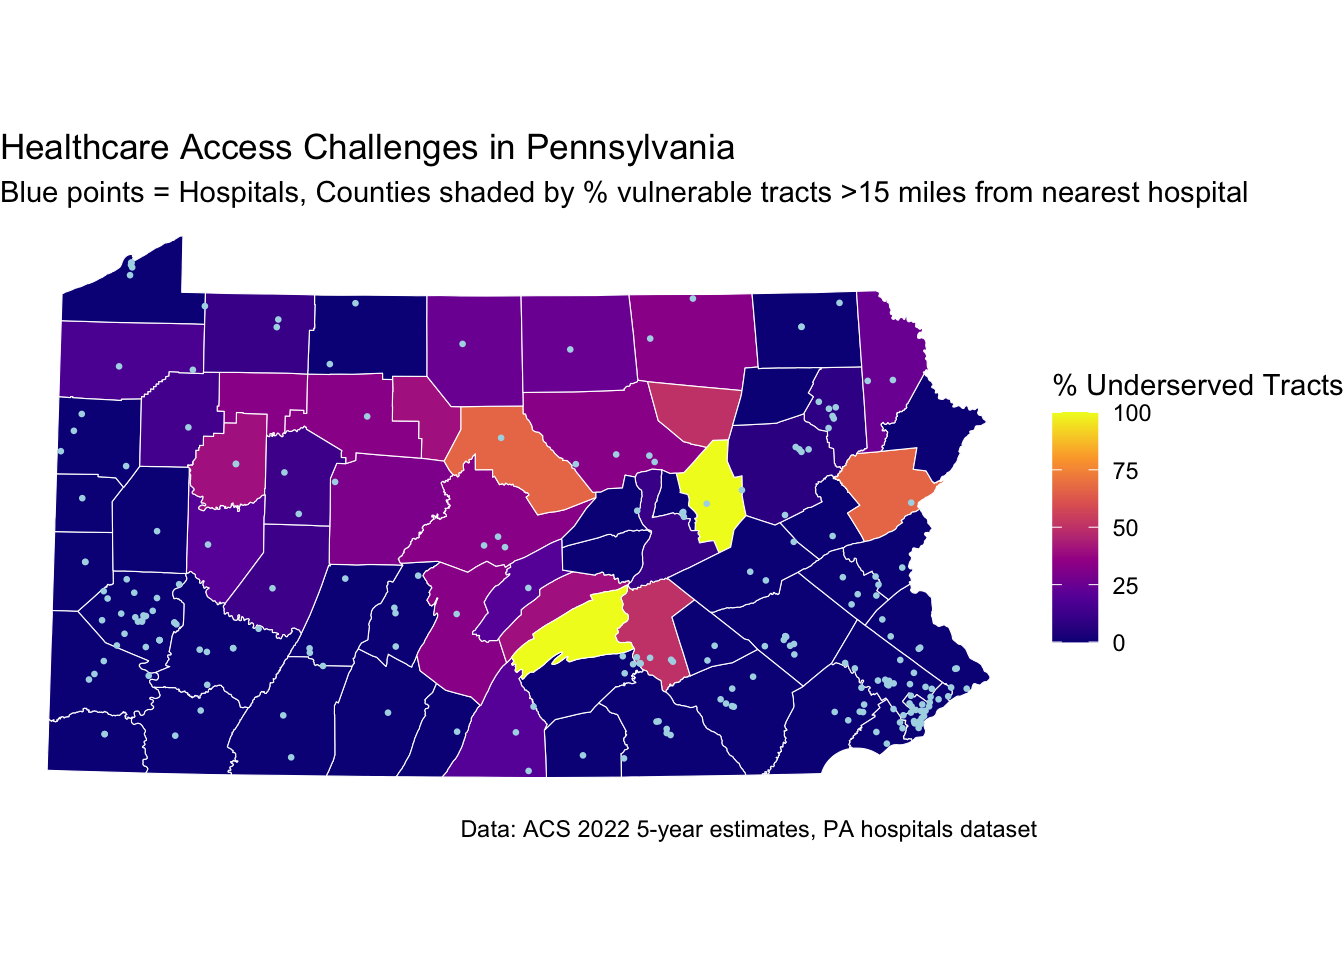 Healthcare Access Challenges in Pennsylvania
Blue points = Hospitals, Counties shaded by % vulnerable tracts >15 miles from nearest hospital
% Underserved Tracts
100
75
50
25
0
Data: ACS 2022 5-year estimates, PA hospitals dataset